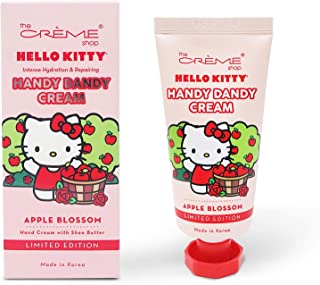 the
CRÈME®
shop
HELLO KITTY
Intense Hydration & Repairing
HANDY DANDY
CREAM
APPLE BLOSSOM
Hand Cream with Shea Butter
LIMITED EDITION
Made in Korea
the
CRÈME®
shop
HELLO KITTY
HANDY DANDY
CREAM
APPLE BLOSSOM
LIMITED EDITION
Made in Korea